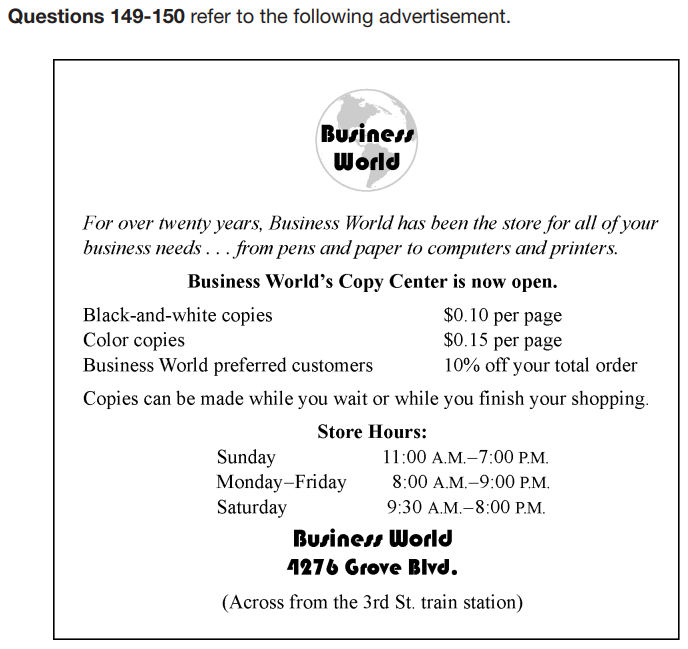 Questions 149-150 refer to the following advertisement.
Business
World
For over twenty years, Business World has been the store for all of your
business needs . . . from pens and paper to computers and printers.
Business World's Copy Center is now open.
Black-and-white copies $0.10 per page
Color copies $0.15 per page
Business World preferred customers 10% off your total order
Copies can be made while you wait or while you finish your shopping.
Store Hours:
Sunday 11:00 A.M.–7:00 P.M.
Monday–Friday 8:00 A.M.–9:00 P.M.
Saturday 9:30 A.M.–8:00 P.M.
Business World
4276 Grove Blvd.
(Across from the 3rd St. train station)